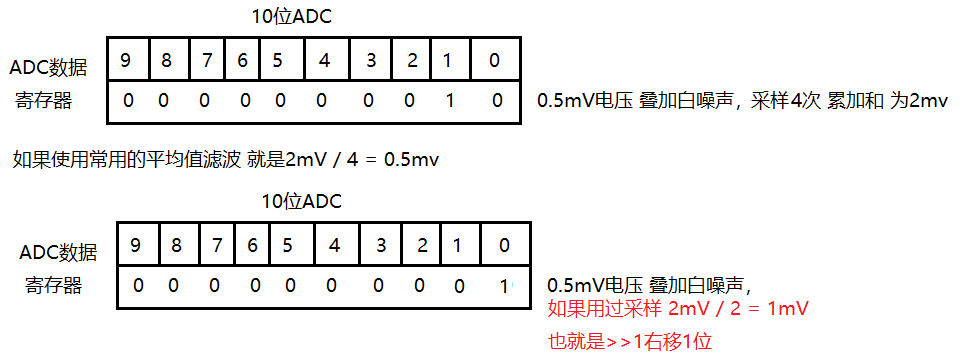 10位ADC
ADC数据
寄存器
9 8 7 6 5 4 3 2 1 0
0 0 0 0 0 0 0 0 1 0
0.5mV电压 叠加白噪声，采样4次 累加和 为2mv
如果使用常用的平均值滤波 就是2mV / 4 = 0.5mv
10位ADC
ADC数据
寄存器
9 8 7 6 5 4 3 2 1 0
0 0 0 0 0 0 0 0 0 1
0.5mV电压 叠加白噪声，
如果用过采样 2mV / 2 = 1mV
也就是>>1右移1位